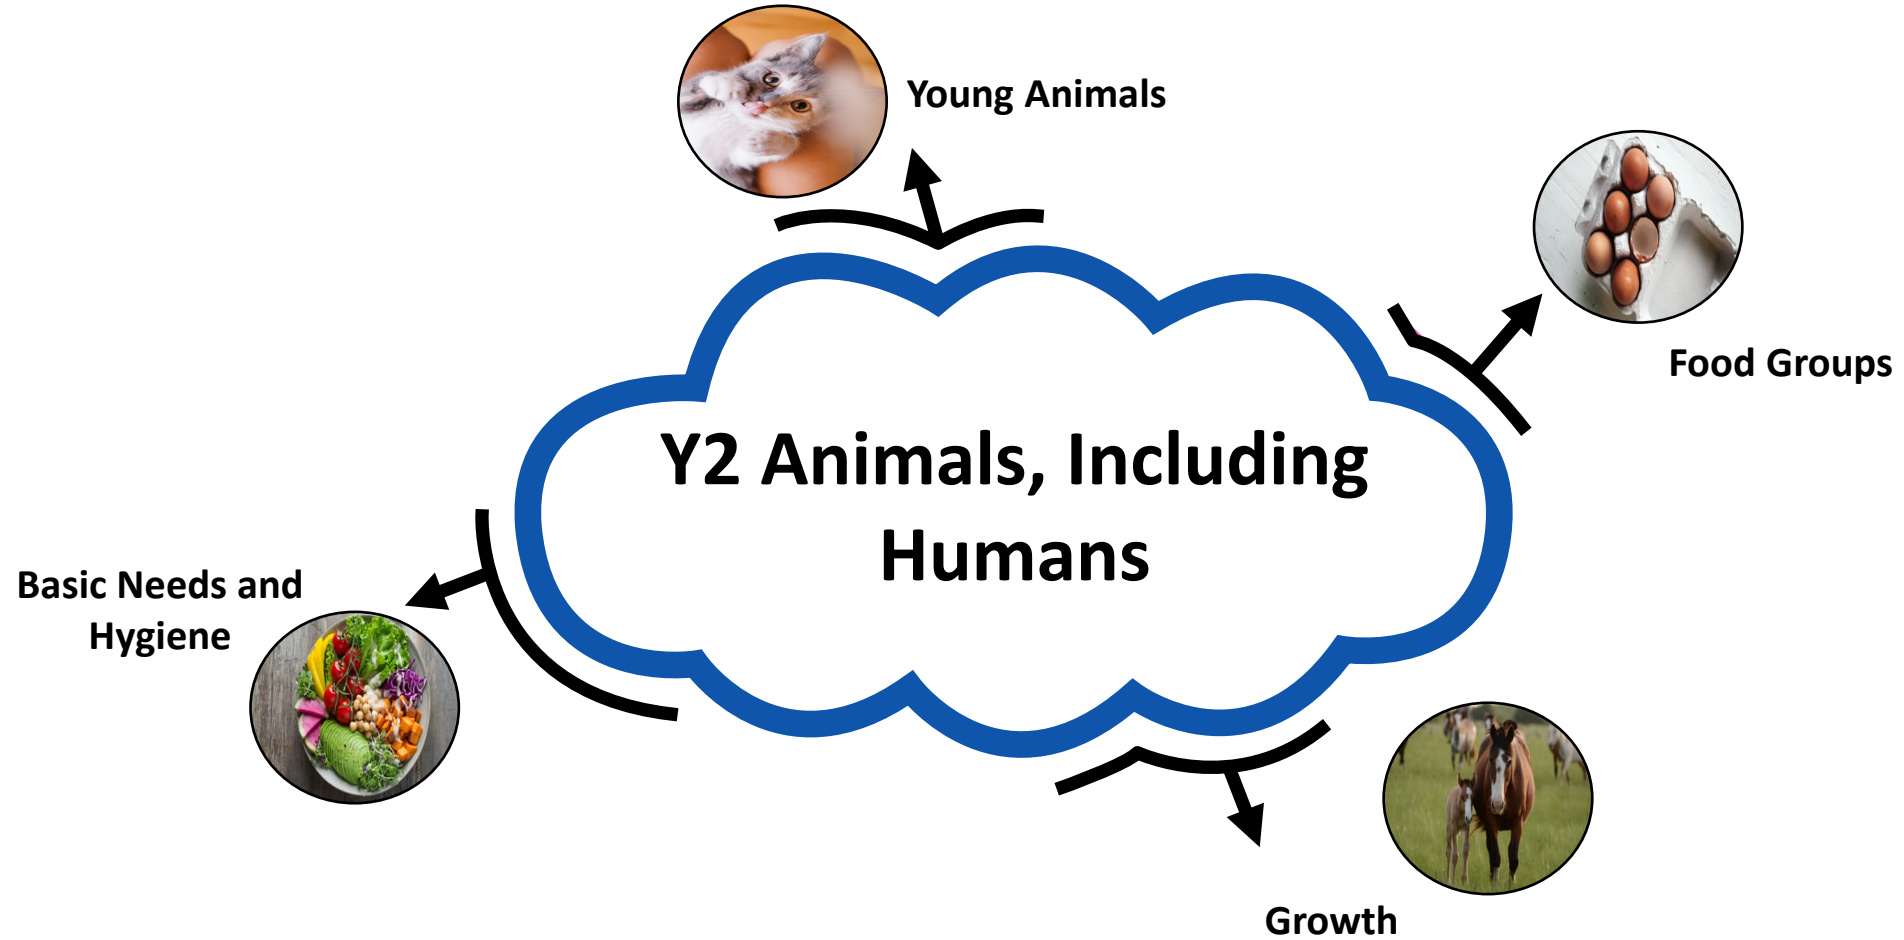 Young Animals
Food Groups
Y2 Animals, Including
Humans
Basic Needs and
Hygiene
Growth